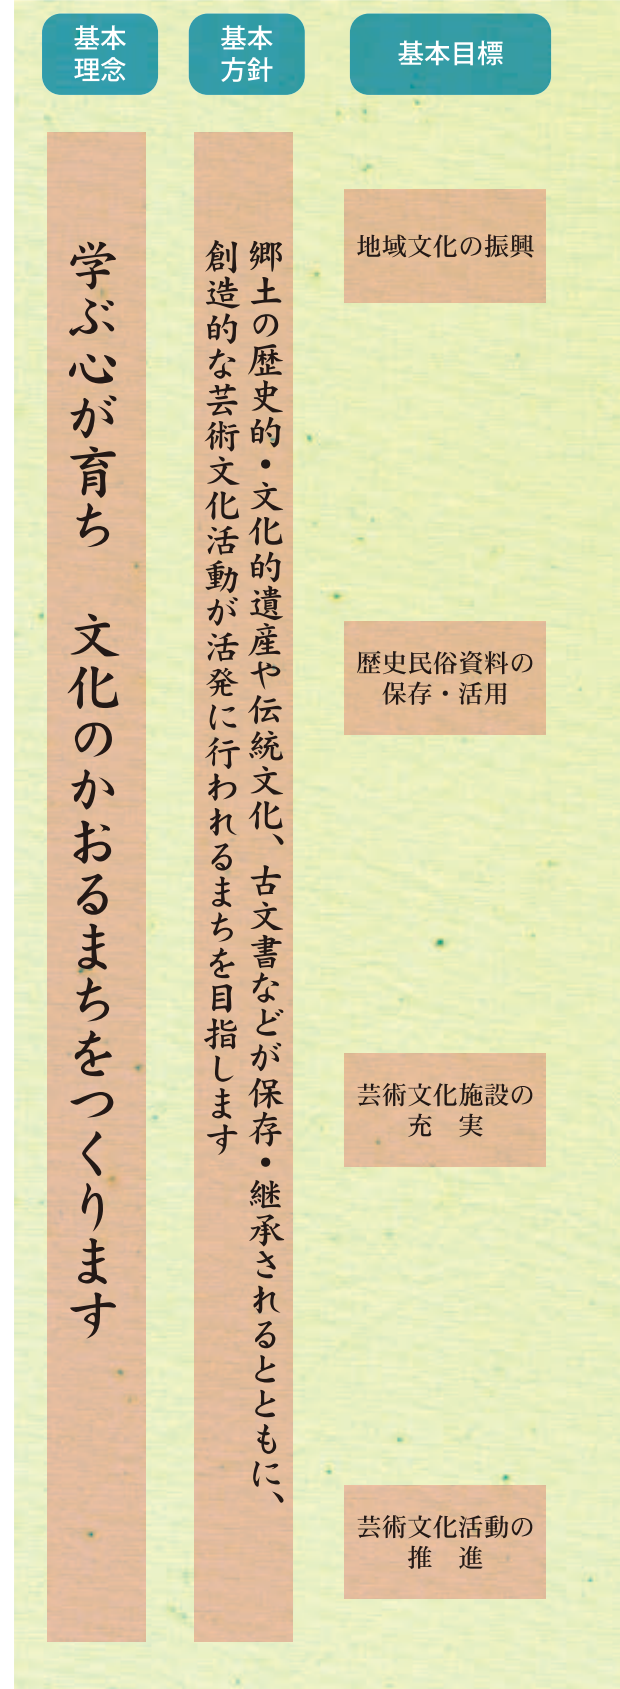 基本
理念
基本
方針
基本目標
学ぶ心が育ち　文化のかおるまちをつくります
郷土の歴史的・文化的遺産や伝統文化、古文書などが保存・継承されるとともに、
創造的な芸術文化活動が活発に行われるまちを目指します
地域文化の振興
歴史民俗資料の
保存・活用
芸術文化施設の
充　実
芸術文化活動の
推　進